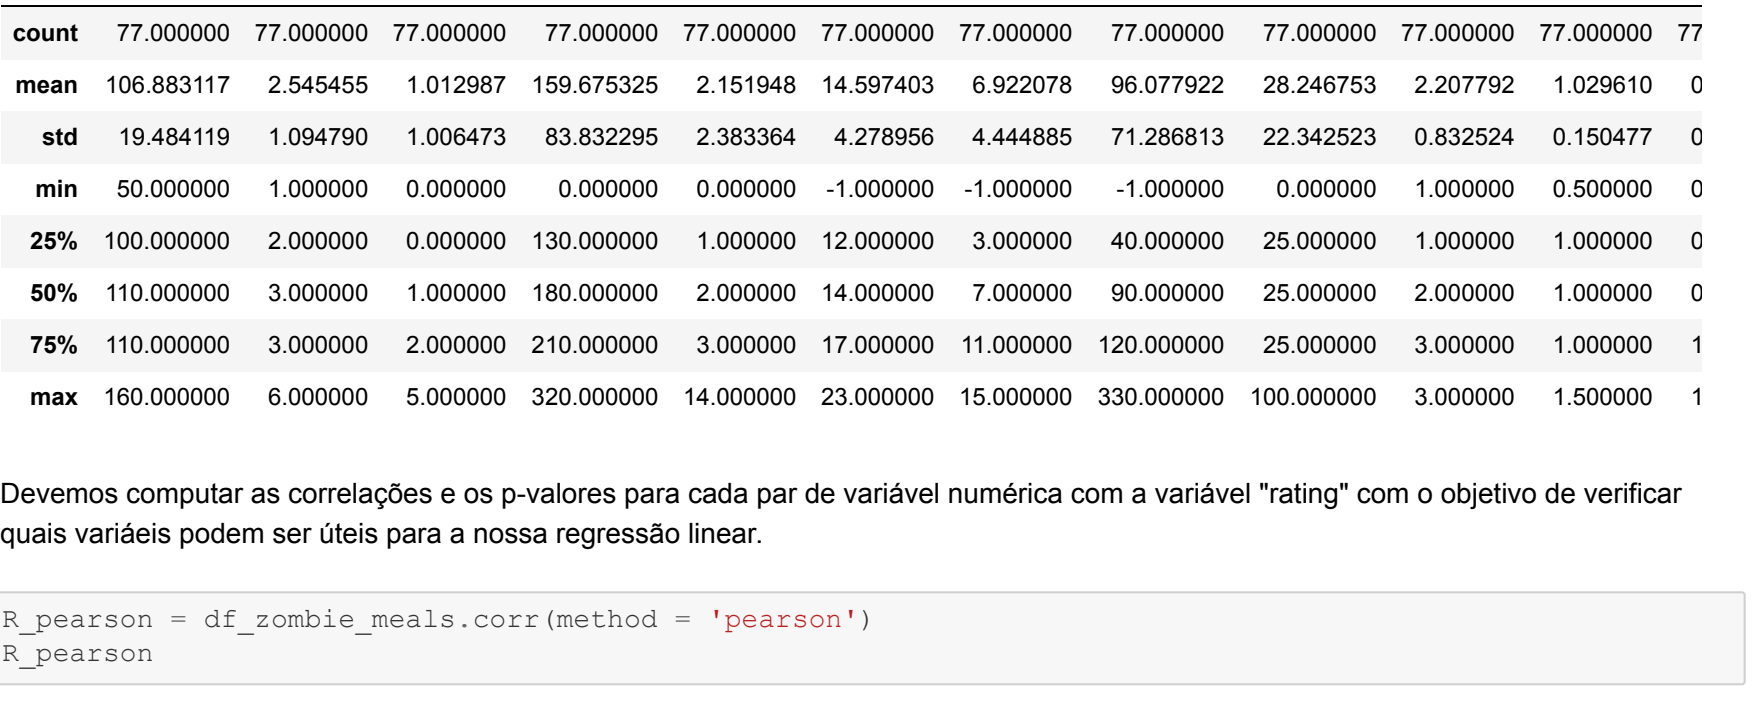 count 77.000000 77.000000 77.000000 77.000000 77.000000 77.000000 77.000000 77.000000 77.000000 77.000000 77.000000 77
mean 106.883117 2.545455 1.012987 159.675325 2.151948 14.597403 6.922078 96.077922 28.246753 2.207792 1.029610 0
std 19.484119 1.094790 1.006473 83.832295 2.383364 4.278956 4.444885 71.286813 22.342523 0.832524 0.150477 0
min 50.000000 1.000000 0.000000 0.000000 0.000000 -1.000000 -1.000000 -1.000000 0.000000 1.000000 0.500000 0
25% 100.000000 2.000000 0.000000 130.000000 1.000000 12.000000 3.000000 40.000000 25.000000 1.000000 1.000000 0
50% 110.000000 3.000000 1.000000 180.000000 2.000000 14.000000 7.000000 90.000000 25.000000 2.000000 1.000000 0
75% 110.000000 3.000000 2.000000 210.000000 3.000000 17.000000 11.000000 120.000000 25.000000 3.000000 1.000000 1
max 160.000000 6.000000 5.000000 320.000000 14.000000 23.000000 15.000000 330.000000 100.000000 3.000000 1.500000 1
Devemos computar as correlações e os p-valores para cada par de variável numérica com a variável "rating" com o objetivo de verificar
quais variáeis podem ser úteis para a nossa regressão linear.
R_pearson = df_zombie_meals.corr(method = 'pearson')
R_pearson